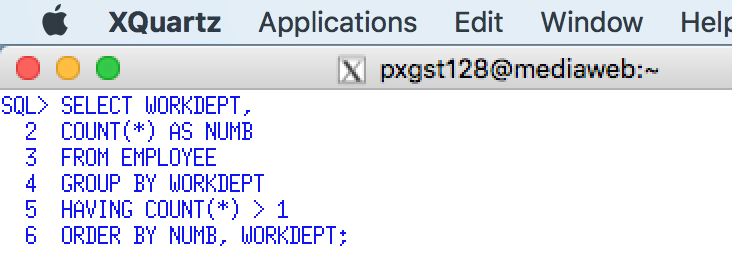 XQuartz Applications Edit Window Help
X pxgst128@mediaweb:~
SQL> SELECT WORKDEPT,
2 COUNT(*) AS NUMB
3 FROM EMPLOYEE
4 GROUP BY WORKDEPT
5 HAVING COUNT(*) > 1
6 ORDER BY NUMB, WORKDEPT;